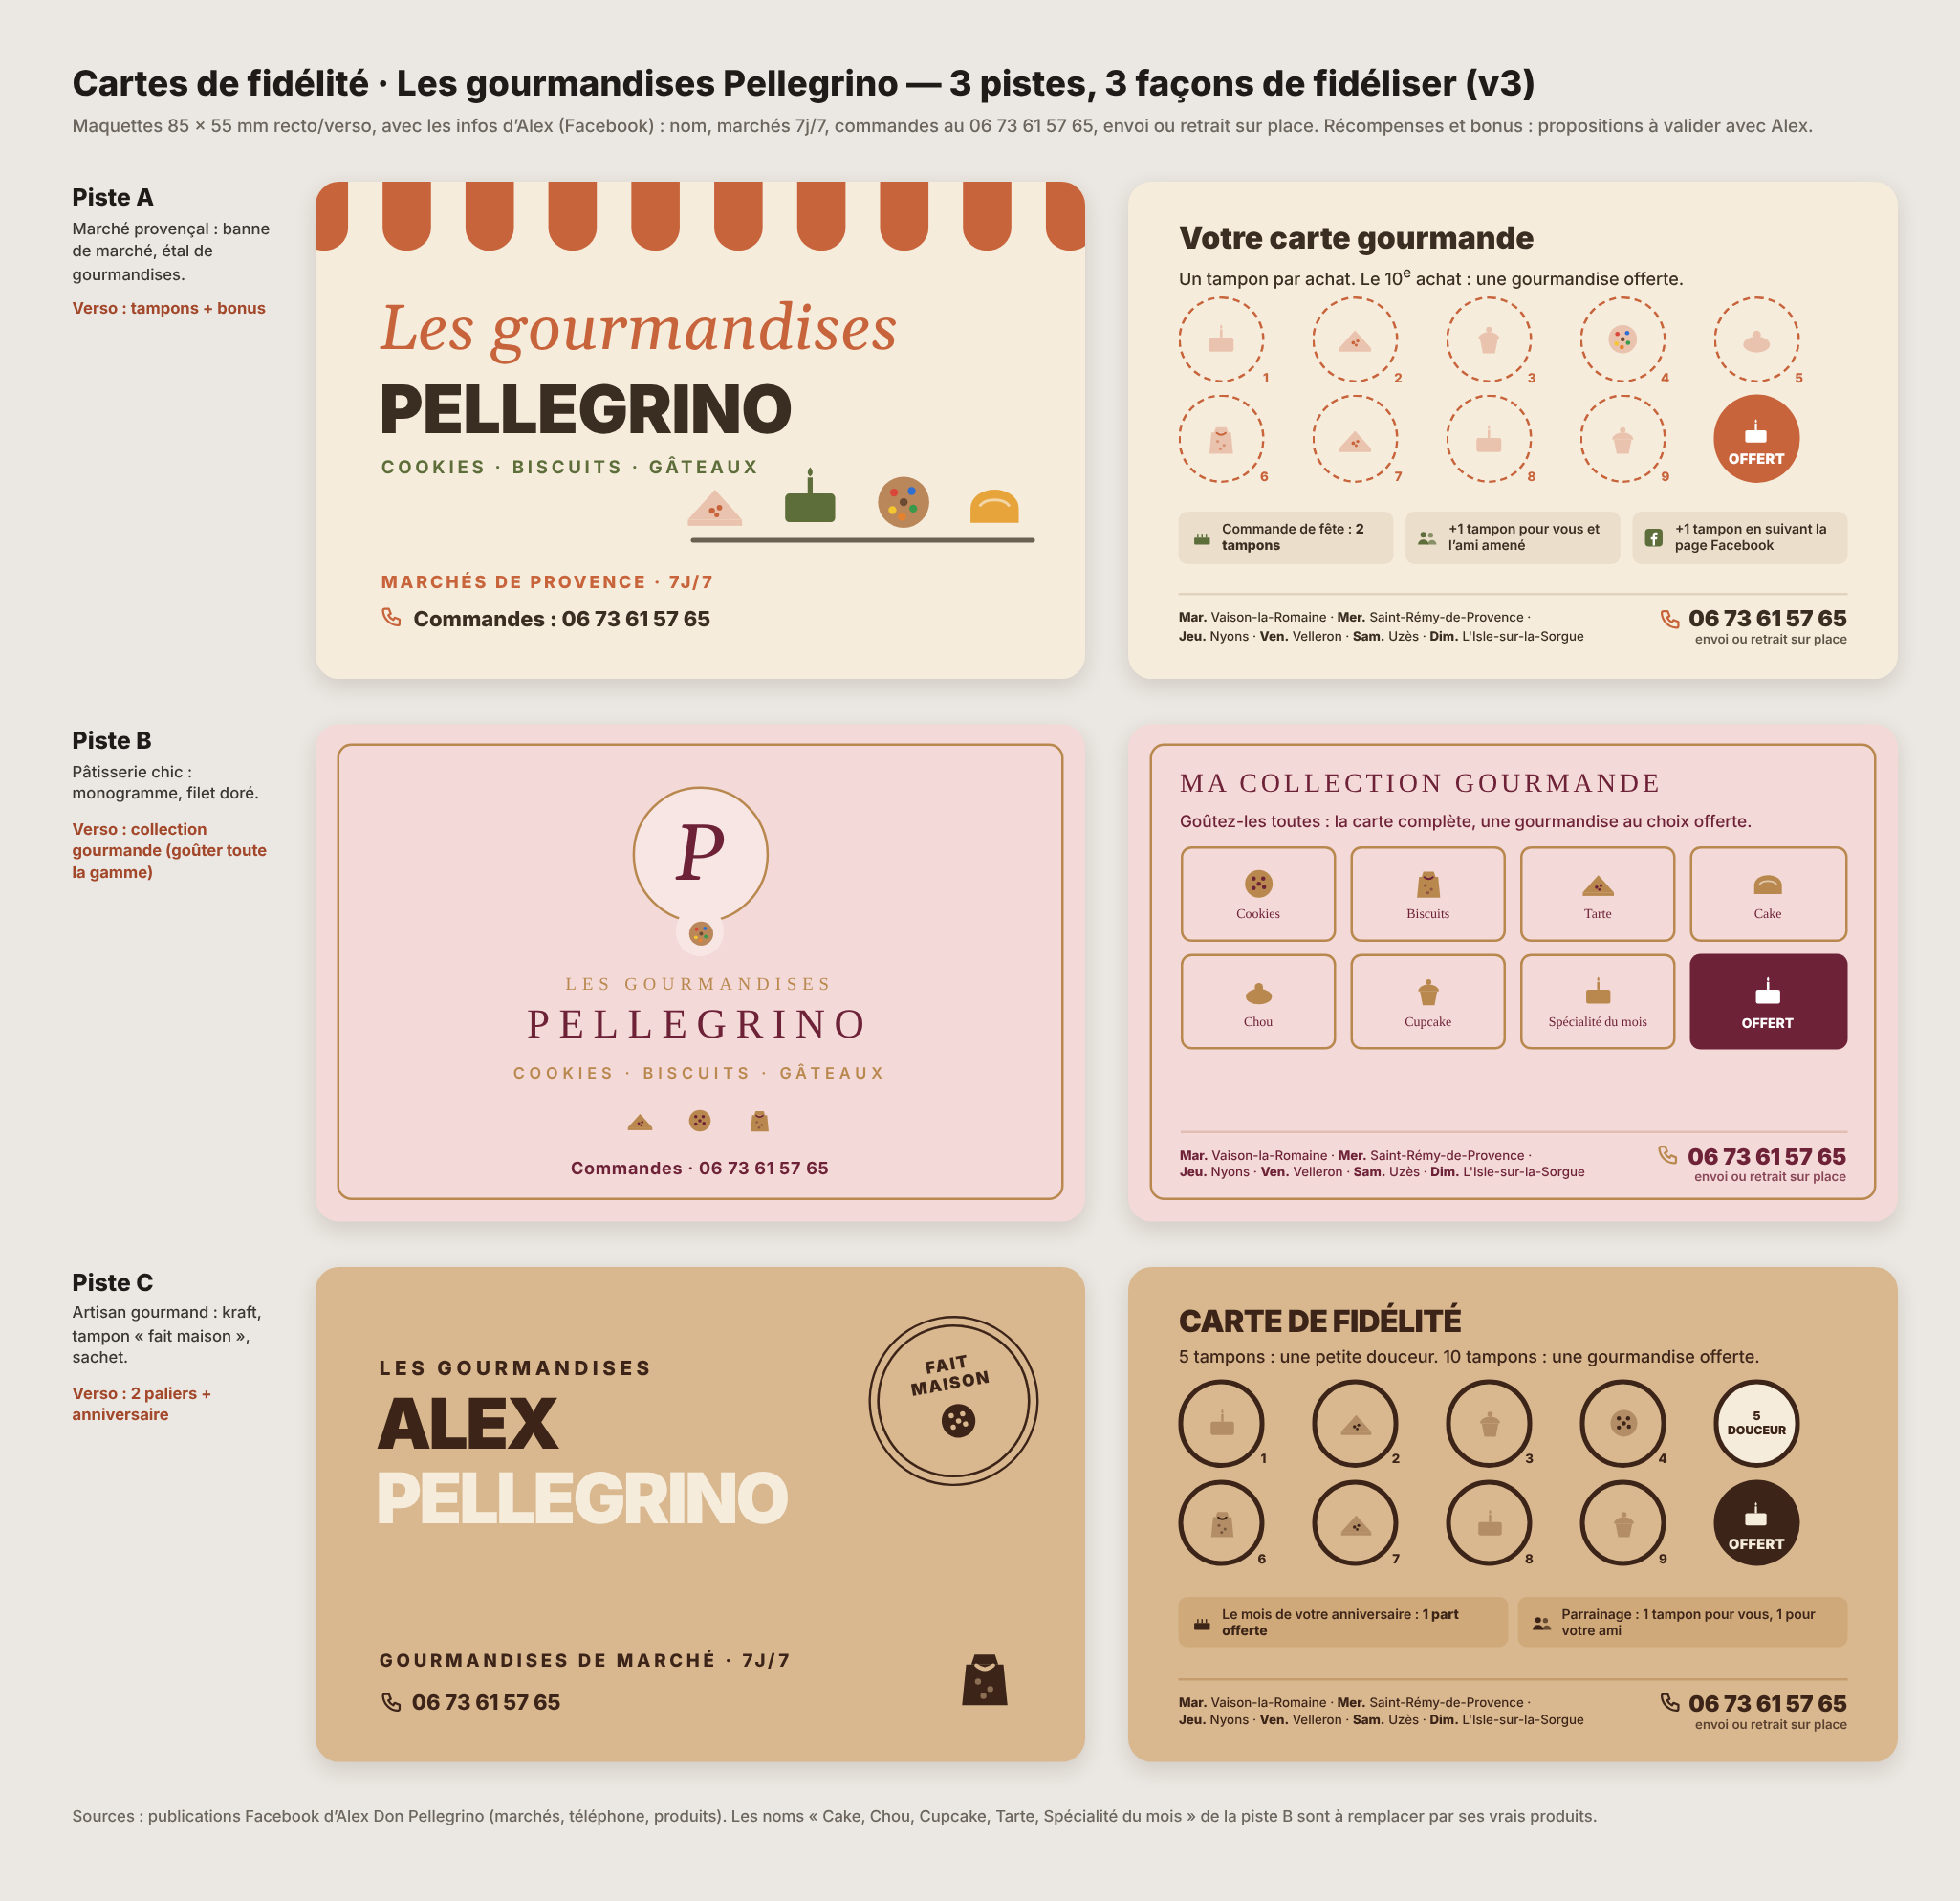 Cartes de fidélité · Les gourmandises Pellegrino — 3 pistes, 3 façons de fidéliser (v3)
Maquettes 85 × 55 mm recto/verso, avec les infos d’Alex (Facebook) : nom, marchés 7j/7, commandes au 06 73 61 57 65, envoi ou retrait sur place. Récompenses et bonus : propositions à valider avec Alex.
Piste A
Marché provençal : banne
de marché, étal de
gourmandises.
Verso : tampons + bonus
Les gourmandises
PELLEGRINO
COOKIES · BISCUITS · GÂTEAUX
MARCHÉS DE PROVENCE · 7J/7
Commandes : 06 73 61 57 65
Votre carte gourmande
Un tampon par achat. Le 10e achat : une gourmandise offerte.
1
2
3
4
5
6
7
8
9
OFFERT
Commande de fête : 2
tampons
+1 tampon pour vous et
l’ami amené
+1 tampon en suivant la
page Facebook
Mar. Vaison-la-Romaine · Mer. Saint-Rémy-de-Provence ·
Jeu. Nyons · Ven. Velleron · Sam. Uzès · Dim. L'Isle-sur-la-Sorgue
06 73 61 57 65
envoi ou retrait sur place
Piste B
Pâtisserie chic :
monogramme, filet doré.
Verso : collection
gourmande (goûter toute
la gamme)
P
LES GOURMANDISES
PELLEGRINO
COOKIES · BISCUITS · GÂTEAUX
Commandes · 06 73 61 57 65
MA COLLECTION GOURMANDE
Goûtez-les toutes : la carte complète, une gourmandise au choix offerte.
Cookies
Biscuits
Tarte
Cake
Chou
Cupcake
Spécialité du mois
OFFERT
Mar. Vaison-la-Romaine · Mer. Saint-Rémy-de-Provence ·
Jeu. Nyons · Ven. Velleron · Sam. Uzès · Dim. L'Isle-sur-la-Sorgue
06 73 61 57 65
envoi ou retrait sur place
Piste C
Artisan gourmand : kraft,
tampon « fait maison »,
sachet.
Verso : 2 paliers +
anniversaire
LES GOURMANDISES
ALEX
PELLEGRINO
FAIT
MAISON
GOURMANDISES DE MARCHÉ · 7J/7
06 73 61 57 65
CARTE DE FIDÉLITÉ
5 tampons : une petite douceur. 10 tampons : une gourmandise offerte.
1
2
3
4
5
DOUCEUR
6
7
8
9
OFFERT
Le mois de votre anniversaire : 1 part
offerte
Parrainage : 1 tampon pour vous, 1 pour
votre ami
Mar. Vaison-la-Romaine · Mer. Saint-Rémy-de-Provence ·
Jeu. Nyons · Ven. Velleron · Sam. Uzès · Dim. L'Isle-sur-la-Sorgue
06 73 61 57 65
envoi ou retrait sur place
Sources : publications Facebook d’Alex Don Pellegrino (marchés, téléphone, produits). Les noms « Cake, Chou, Cupcake, Tarte, Spécialité du mois » de la piste B sont à remplacer par ses vrais produits.